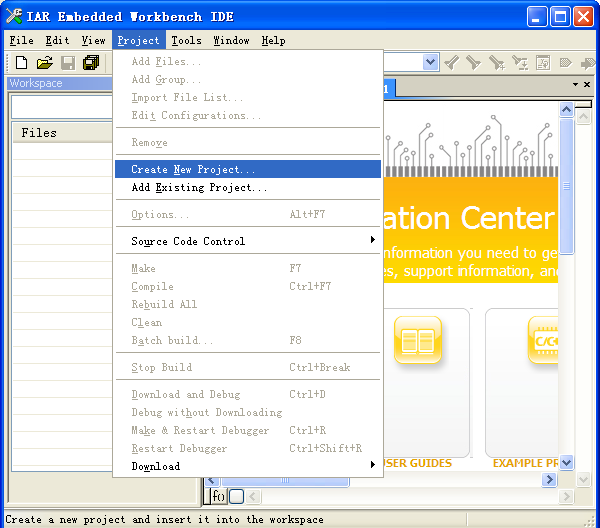 IAR Embedded Workbench IDE
File Edit View Project Tools Window Help
Workspace
Files
Add Files...
Add Group...
Import File List...
Edit Configurations...
Remove
Create New Project...
Add Existing Project...
Options... Alt+F7
Source Code Control
Make F7
Compile Ctrl+F7
Rebuild All
Clean
Batch build... F8
Stop Build Ctrl+Break
Download and Debug Ctrl+D
Debug without Downloading
Make & Restart Debugger Ctrl+R
Restart Debugger Ctrl+Shift+R
Download
ation Center
nformation you need to ge
es, support information, an
C/C+
USER GUIDES EXAMPLE PR
f()
Create a new project and insert it into the workspace